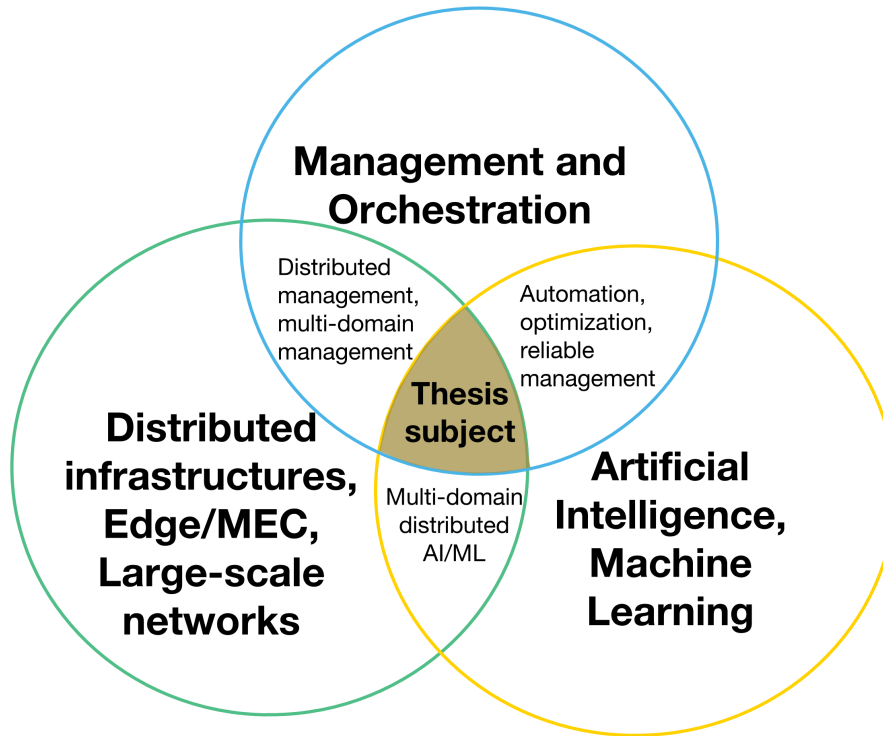 Management and
Orchestration
Distributed
management,
multi-domain
management
Automation,
optimization,
reliable
management
Thesis
subject
Distributed
infrastructures,
Edge/MEC,
Large-scale
networks
Multi-domain
distributed
AI/ML
Artificial
Intelligence,
Machine
Learning